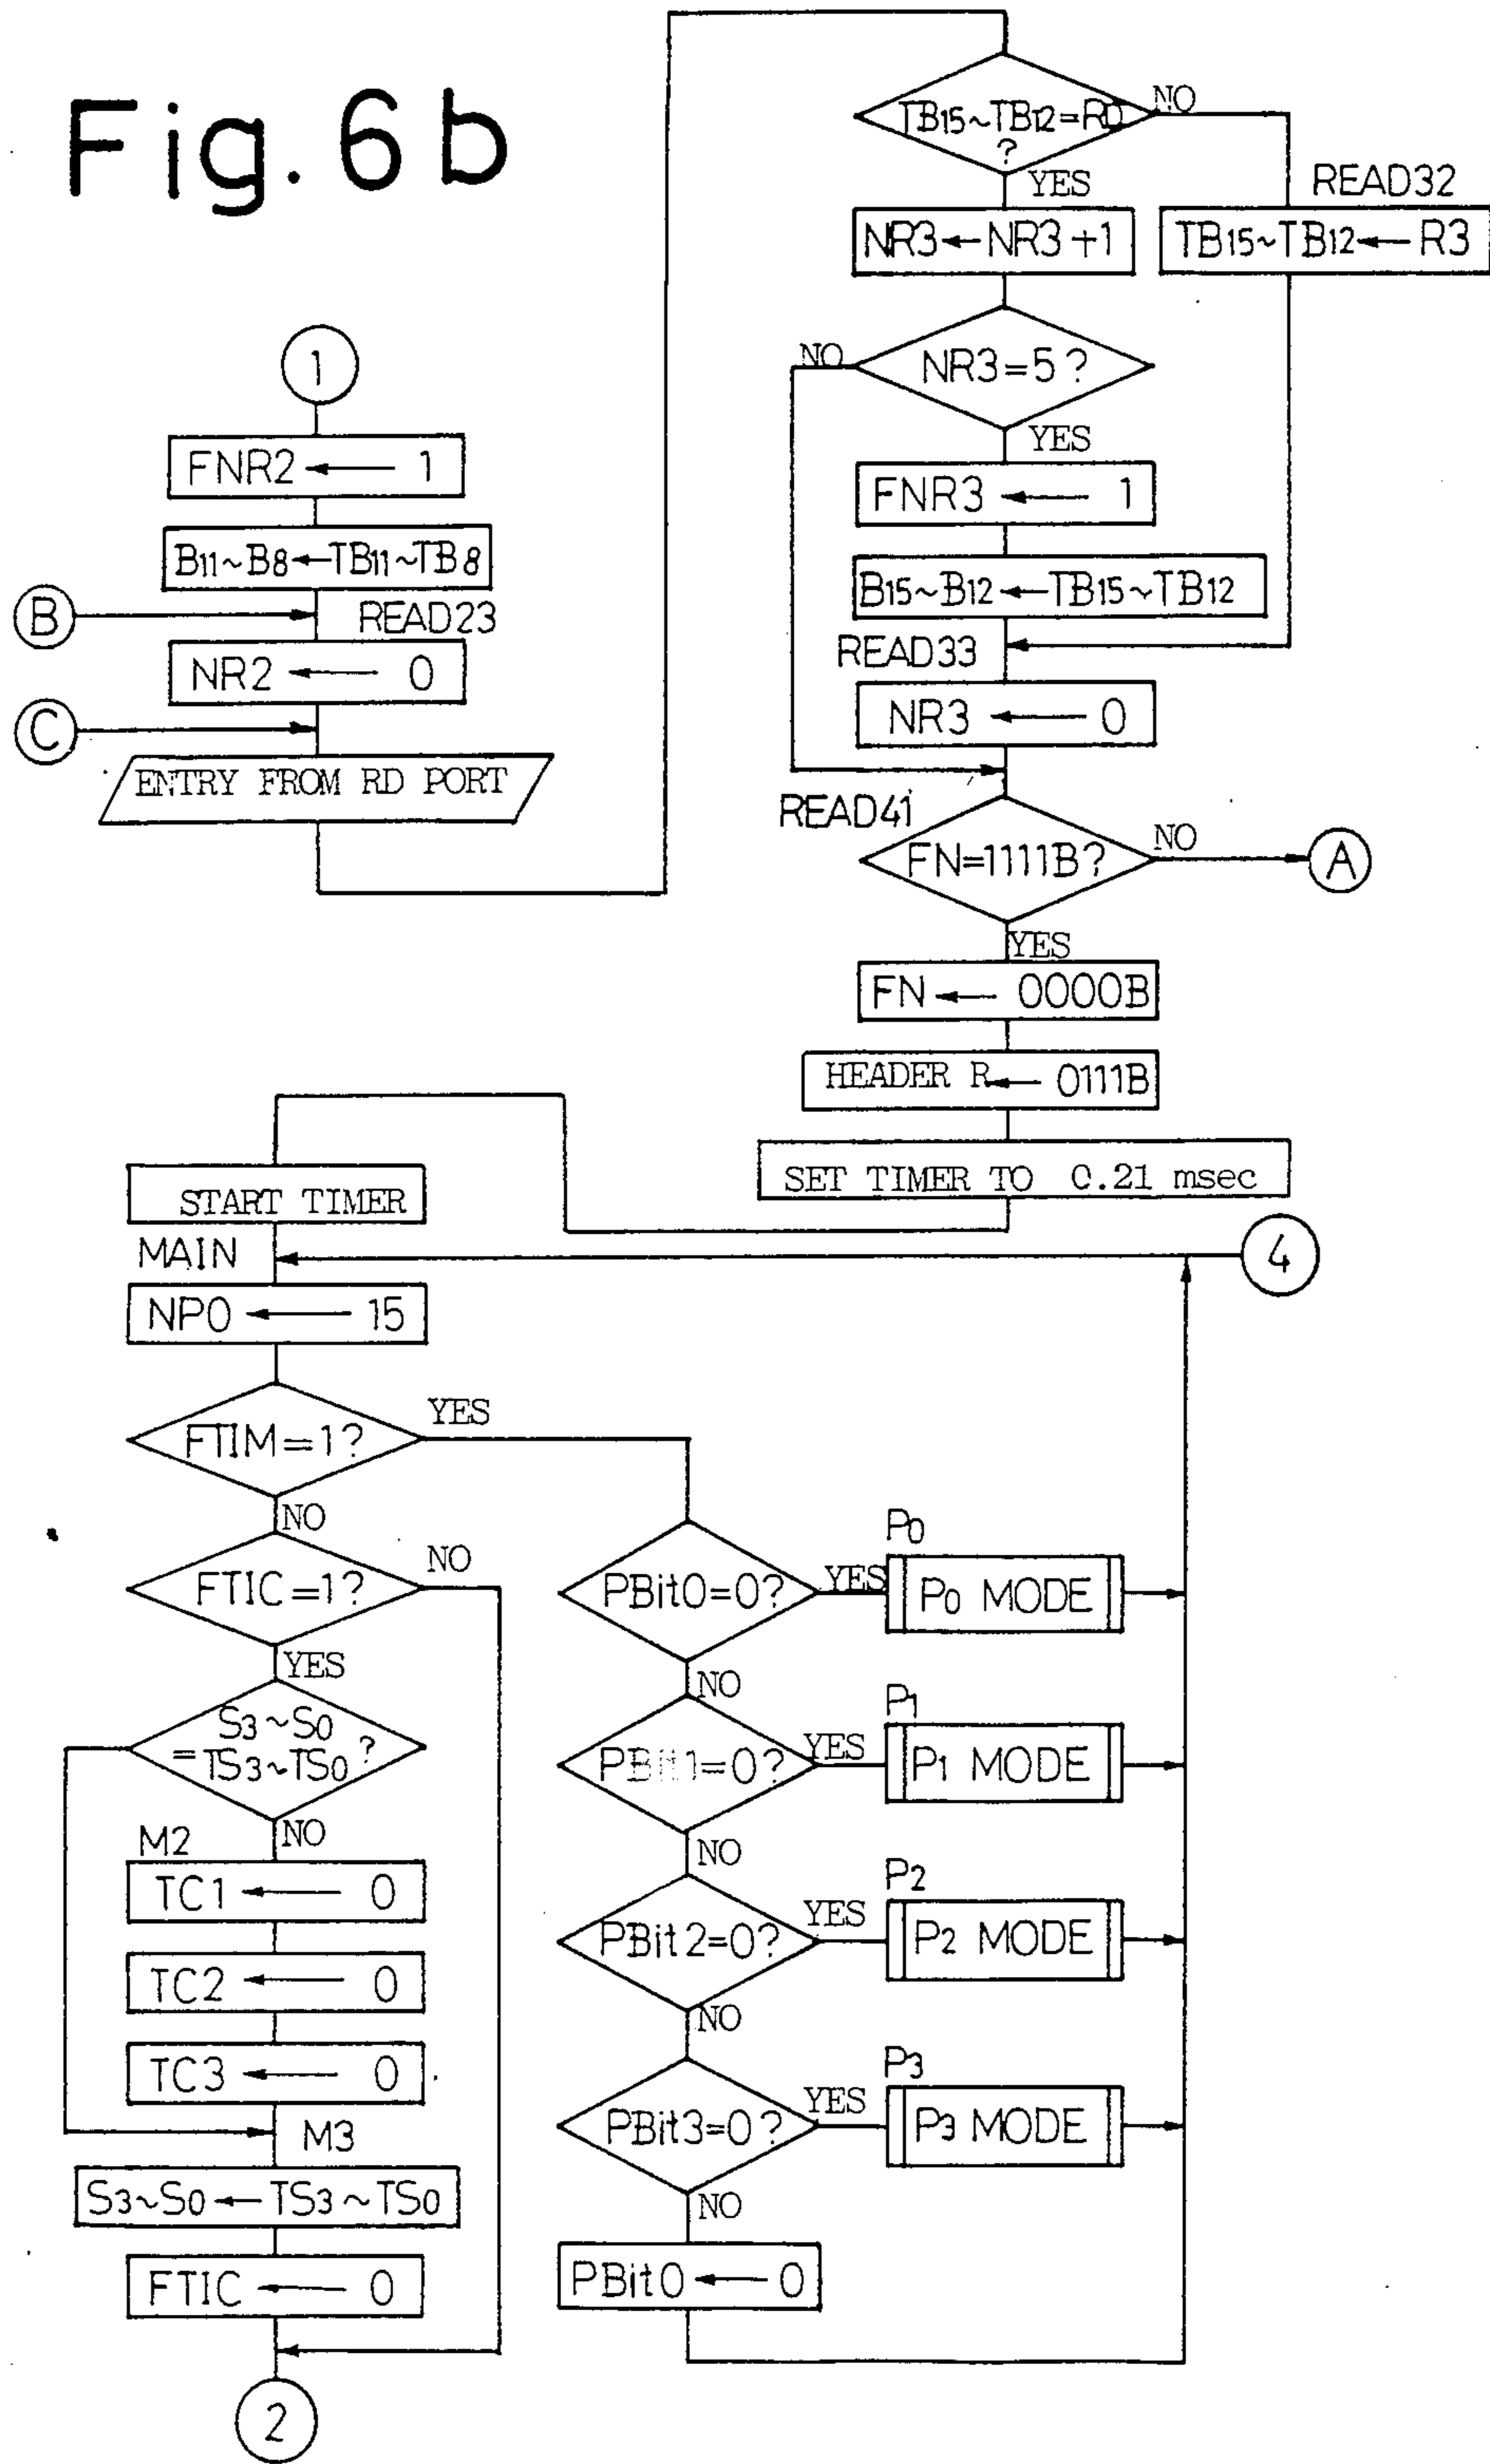 Fig. 6b
1
FNR2 ← 1
B11~B8←TB11~TB8
B
READ23
NR2 ← 0
C
ENTRY FROM RD PORT
TB15~TB12=RD
?
NO
YES
READ32
NR3←NR3+1
TB15~TB12←R3
NR3=5?
NO
YES
FNR3 ← 1
B15~B12←TB15~TB12
READ33
NR3 ← 0
READ41
FN=1111B?
NO
A
YES
FN ← 0000B
HEADER R← 0111B
SET TIMER TO 0.21 msec
START TIMER
MAIN
4
NP0 ← 15
FTIM=1?
YES
NO
FTIC=1?
NO
YES
S3~S0
=TS3~TS0?
NO
M2
TC1 ← 0
TC2 ← 0
TC3 ← 0
M3
S3~S0←TS3~TS0
FTIC ← 0
2
PBit0=0?
YES
P0
P0 MODE
NO
PBit1=0?
YES
P1
P1 MODE
NO
PBit2=0?
YES
P2
P2 MODE
NO
PBit3=0?
YES
P3
P3 MODE
NO
PBit0 ← 0